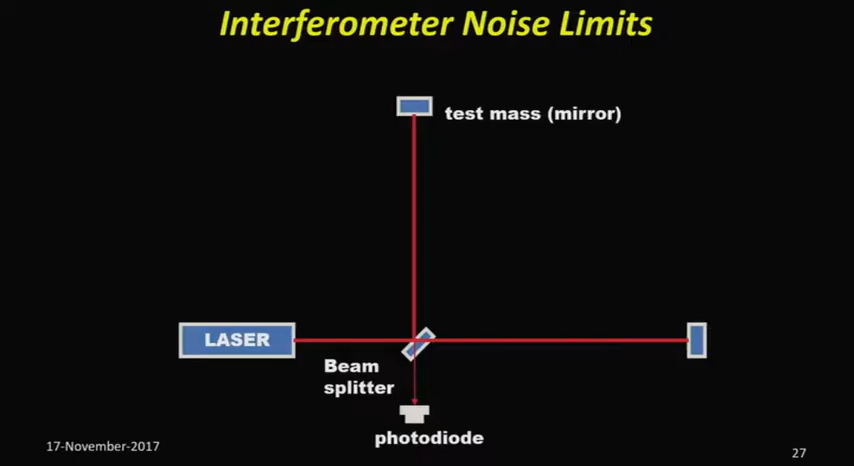 Interferometer Noise Limits
test mass (mirror)
LASER
Beam
splitter
photodiode
17-November-2017
27